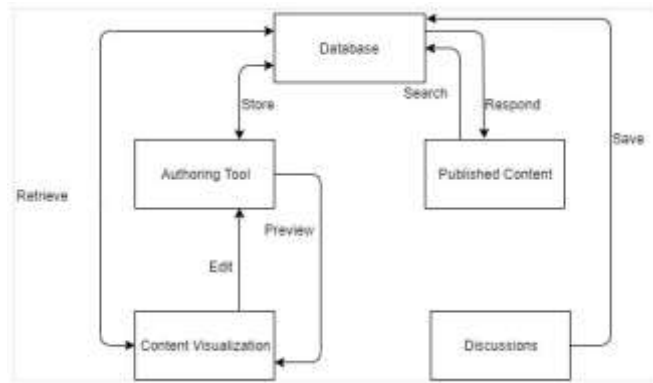 Database
Search
Store
Respond
Save
Authoring Tool
Published Content
Retrieve
Preview
Edit
Content Visualization
Discussions